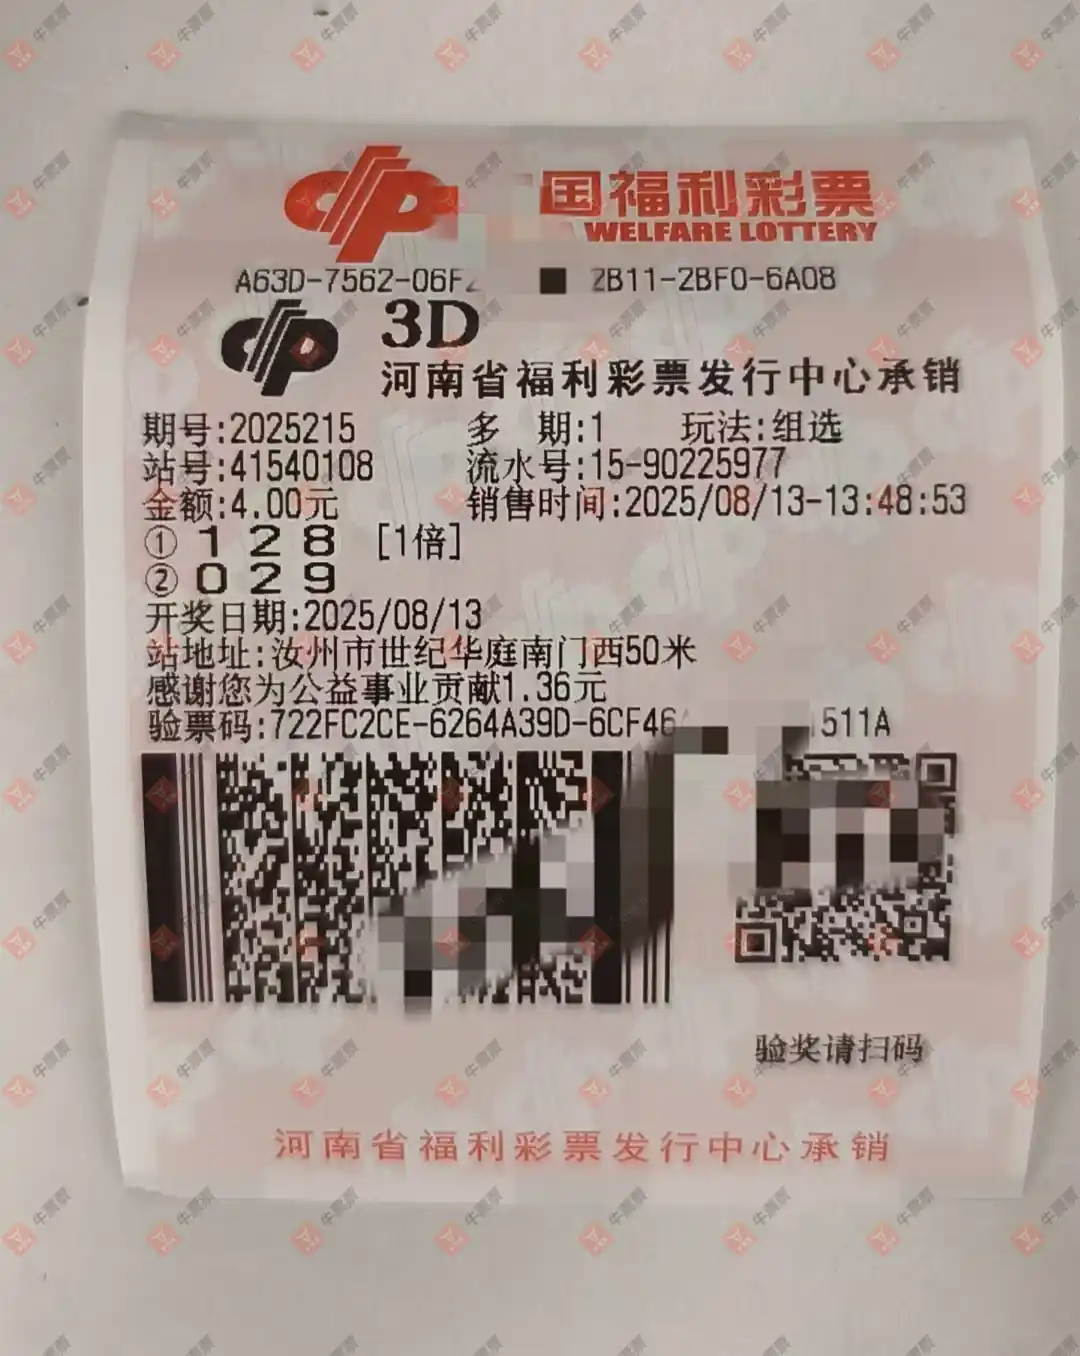 国福利彩票
WELFARE LOTTERY
A63D-7562-06F 2B11-2BF0-6A08
3D
河南省福利彩票发行中心承销
期号:2025215 多 期:1 玩法:组选
站号:41540108 流水号:15-90225977
金额:4.00元 销售时间:2025/08/13-13:48:53
① 1 2 8 [1倍]
② 0 2 9
开奖日期:2025/08/13
站地址:汝州市世纪华庭南门西50米
感谢您为公益事业贡献1.36元
验票码:722FC2CE-6264A39D-6CF46 511A
验奖请扫码
河南省福利彩票发行中心承销
牛票票